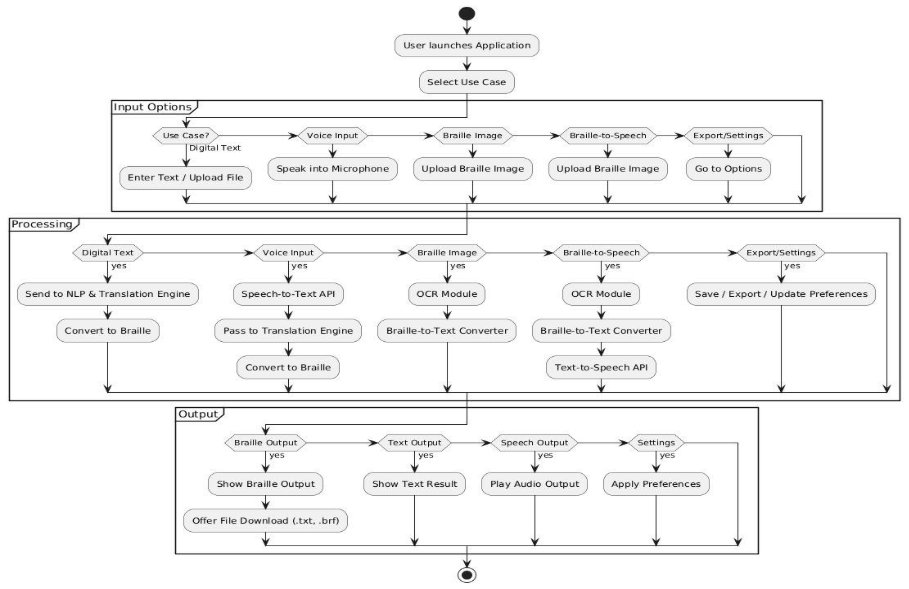 User launches Application
Select Use Case
Input Options
Use Case?
Voice Input
Braille Image
Braille-to-Speech
Export/Settings
Digital Text
Enter Text / Upload File
Speak into Microphone
Upload Braille Image
Upload Braille Image
Go to Options
Processing
Digital Text
Voice Input
Braille Image
Braille-to-Speech
Export/Settings
yes
yes
yes
yes
yes
Send to NLP & Translation Engine
Speech-to-Text API
OCR Module
OCR Module
Save / Export / Update Preferences
Convert to Braille
Pass to Translation Engine
Braille-to-Text Converter
Braille-to-Text Converter
Convert to Braille
Text-to-Speech API
Output
Braille Output
Text Output
Speech Output
Settings
yes
yes
yes
yes
Show Braille Output
Show Text Result
Play Audio Output
Apply Preferences
Offer File Download (.txt, .brf)